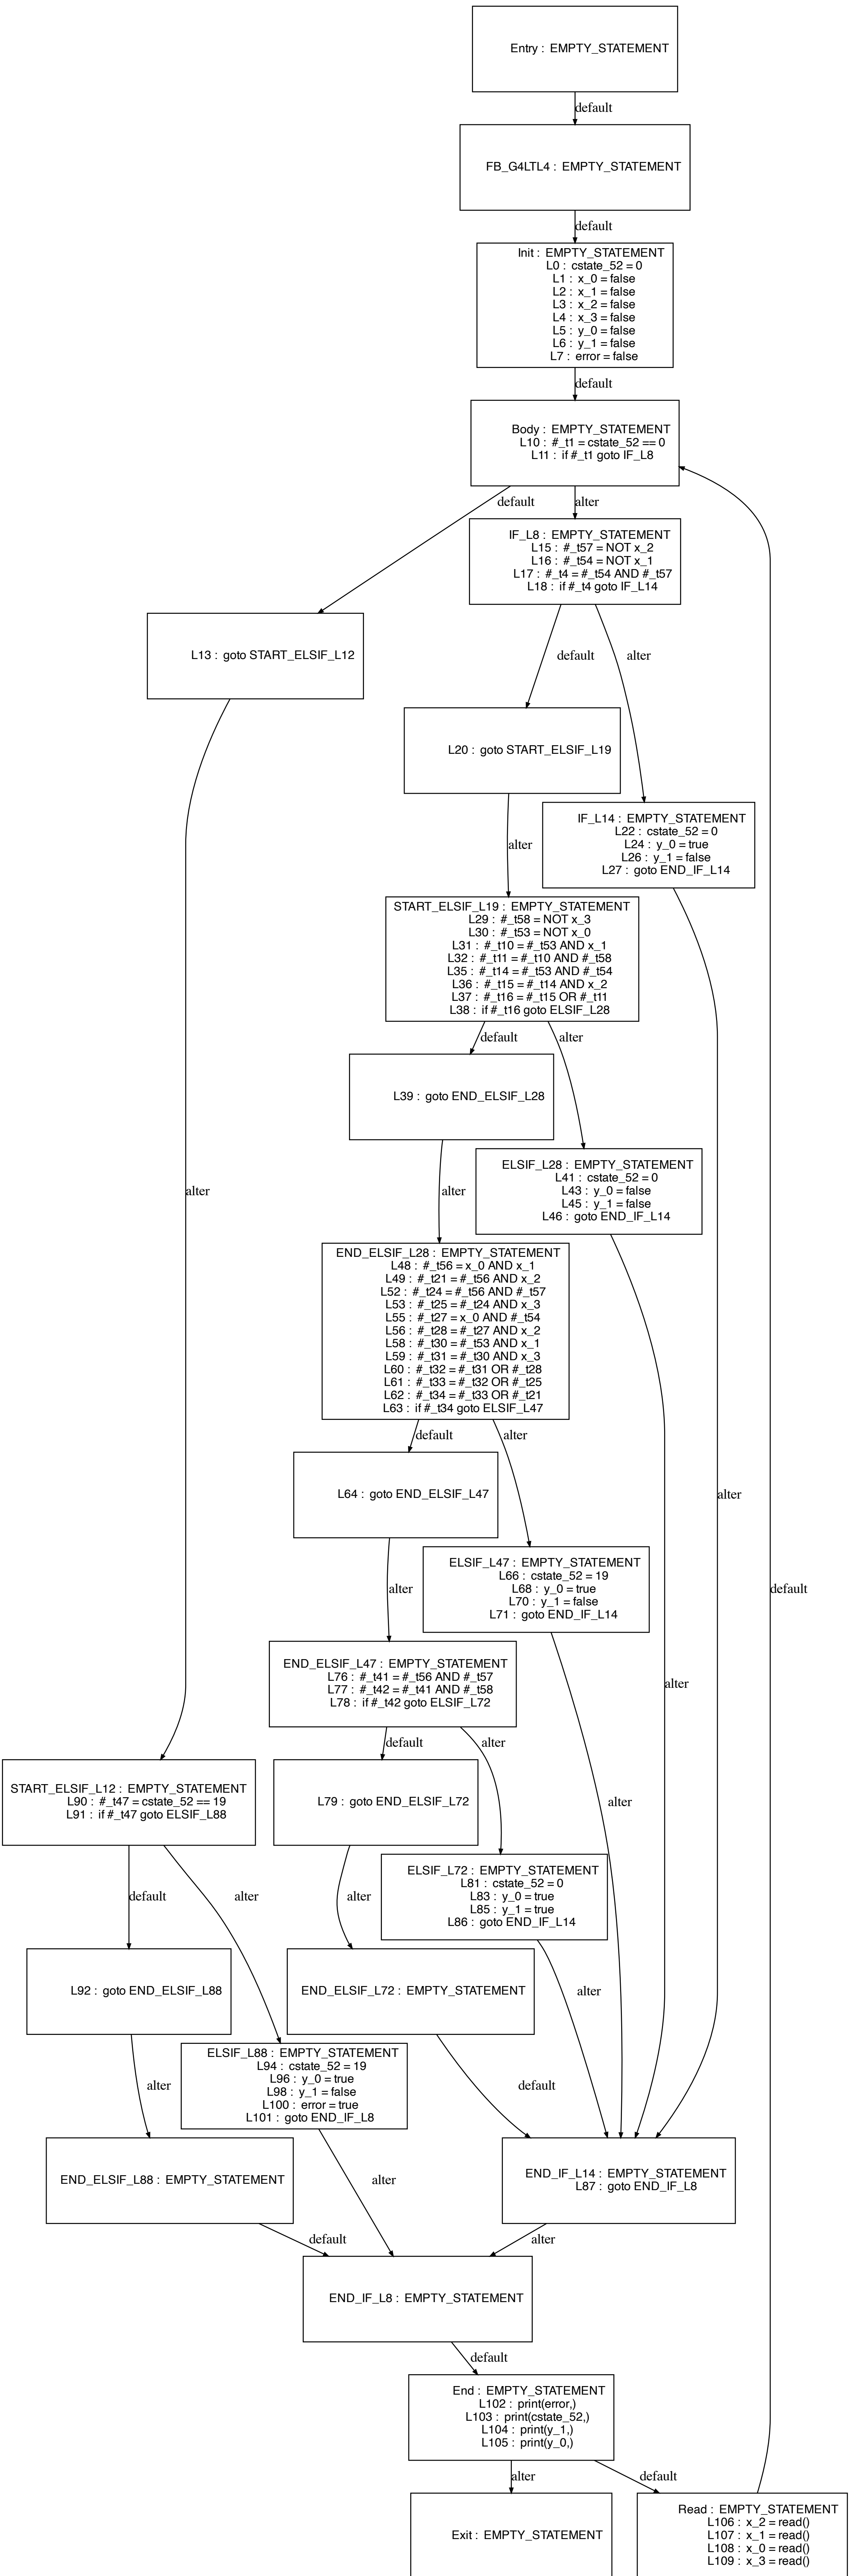 Entry : EMPTY_STATEMENT
default
FB_G4LTL4 : EMPTY_STATEMENT
default
Init : EMPTY_STATEMENT
L0 : cstate_52 = 0
L1 : x_0 = false
L2 : x_1 = false
L3 : x_2 = false
L4 : x_3 = false
L5 : y_0 = false
L6 : y_1 = false
L7 : error = false
default
Body : EMPTY_STATEMENT
L10 : #_t1 = cstate_52 == 0
L11 : if #_t1 goto IF_L8
default
alter
IF_L8 : EMPTY_STATEMENT
L15 : #_t57 = NOT x_2
L16 : #_t54 = NOT x_1
L17 : #_t4 = #_t54 AND #_t57
L18 : if #_t4 goto IF_L14
L13 : goto START_ELSIF_L12
default
alter
L20 : goto START_ELSIF_L19
IF_L14 : EMPTY_STATEMENT
L22 : cstate_52 = 0
L24 : y_0 = true
L26 : y_1 = false
L27 : goto END_IF_L14
alter
START_ELSIF_L19 : EMPTY_STATEMENT
L29 : #_t58 = NOT x_3
L30 : #_t53 = NOT x_0
L31 : #_t10 = #_t53 AND x_1
L32 : #_t11 = #_t10 AND #_t58
L35 : #_t14 = #_t53 AND #_t54
L36 : #_t15 = #_t14 AND x_2
L37 : #_t16 = #_t15 OR #_t11
L38 : if #_t16 goto ELSIF_L28
default
alter
L39 : goto END_ELSIF_L28
ELSIF_L28 : EMPTY_STATEMENT
L41 : cstate_52 = 0
L43 : y_0 = false
L45 : y_1 = false
L46 : goto END_IF_L14
alter
alter
END_ELSIF_L28 : EMPTY_STATEMENT
L48 : #_t56 = x_0 AND x_1
L49 : #_t21 = #_t56 AND x_2
L52 : #_t24 = #_t56 AND #_t57
L53 : #_t25 = #_t24 AND x_3
L55 : #_t27 = x_0 AND #_t54
L56 : #_t28 = #_t27 AND x_2
L58 : #_t30 = #_t53 AND x_1
L59 : #_t31 = #_t30 AND x_3
L60 : #_t32 = #_t31 OR #_t28
L61 : #_t33 = #_t32 OR #_t25
L62 : #_t34 = #_t33 OR #_t21
L63 : if #_t34 goto ELSIF_L47
default
alter
L64 : goto END_ELSIF_L47
alter
ELSIF_L47 : EMPTY_STATEMENT
L66 : cstate_52 = 19
L68 : y_0 = true
L70 : y_1 = false
L71 : goto END_IF_L14
alter
default
END_ELSIF_L47 : EMPTY_STATEMENT
L76 : #_t41 = #_t56 AND #_t57
L77 : #_t42 = #_t41 AND #_t58
L78 : if #_t42 goto ELSIF_L72
alter
default
alter
START_ELSIF_L12 : EMPTY_STATEMENT
L90 : #_t47 = cstate_52 == 19
L91 : if #_t47 goto ELSIF_L88
L79 : goto END_ELSIF_L72
alter
ELSIF_L72 : EMPTY_STATEMENT
L81 : cstate_52 = 0
L83 : y_0 = true
L85 : y_1 = true
L86 : goto END_IF_L14
default
alter
alter
L92 : goto END_ELSIF_L88
END_ELSIF_L72 : EMPTY_STATEMENT
alter
ELSIF_L88 : EMPTY_STATEMENT
L94 : cstate_52 = 19
L96 : y_0 = true
L98 : y_1 = false
L100 : error = true
L101 : goto END_IF_L8
alter
default
END_ELSIF_L88 : EMPTY_STATEMENT
alter
END_IF_L14 : EMPTY_STATEMENT
L87 : goto END_IF_L8
default
alter
END_IF_L8 : EMPTY_STATEMENT
default
End : EMPTY_STATEMENT
L102 : print(error,)
L103 : print(cstate_52,)
L104 : print(y_1,)
L105 : print(y_0,)
alter
default
Exit : EMPTY_STATEMENT
Read : EMPTY_STATEMENT
L106 : x_2 = read()
L107 : x_1 = read()
L108 : x_0 = read()
L109 : x_3 = read()